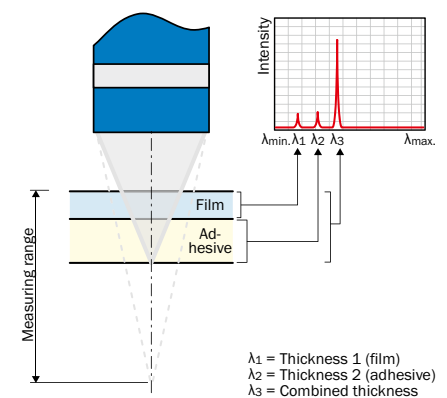 Intensity
λmin. λ1 λ2 λ3 λmax.
Film
Ad-
hesive
Measuring range
λ1 = Thickness 1 (film)
λ2 = Thickness 2 (adhesive)
λ3 = Combined thickness